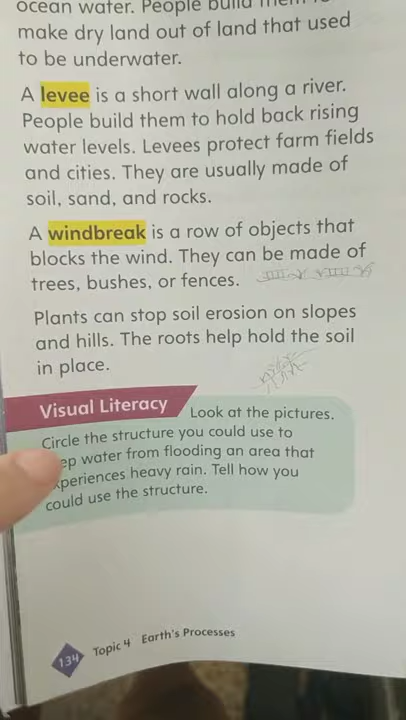 ocean water. People build them
make dry land out of land that used
to be underwater.
A levee is a short wall along a river.
People build them to hold back rising
water levels. Levees protect farm fields
and cities. They are usually made of
soil, sand, and rocks.
A windbreak is a row of objects that
blocks the wind. They can be made of
trees, bushes, or fences.
Plants can stop soil erosion on slopes
and hills. The roots help hold the soil
in place.
Visual Literacy Look at the pictures.
Circle the structure you could use to
water from flooding an area that
heavy rain. Tell how you
could use the structure.
134 Topic 4 Earth's Processes